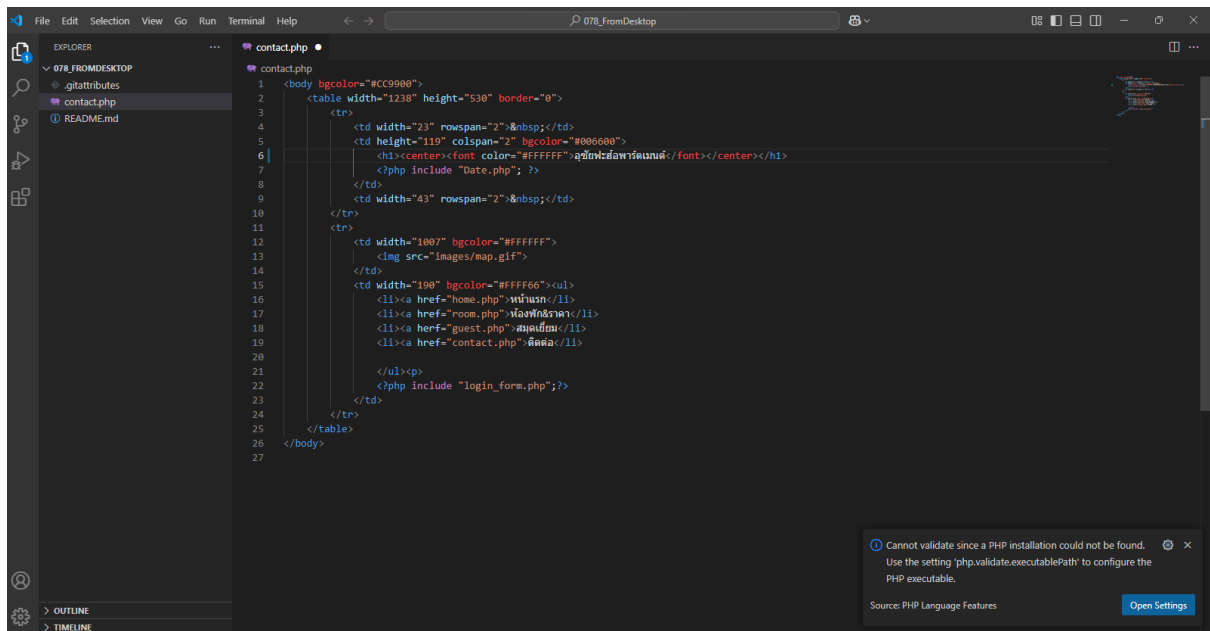 File Edit Selection View Go Run Terminal Help
078_FromDesktop
EXPLORER
contact.php
078_FROMDESKTOP
.gitattributes
contact.php
README.md
contact.php
1 <body bgcolor="#CC9900">
2 <table width="1238" height="530" border="0">
3 <tr>
4 <td width="23" rowspan="2">&nbsp;</td>
5 <td height="119" colspan="2" bgcolor="#006600">
6 <h1><center><font color="#FFFFFF">อุชัยฟะฮ์อพาร์ตเมนต์</font></center></h1>
7 <?php include "Date.php"; ?>
8 </td>
9 <td width="43" rowspan="2">&nbsp;</td>
10 </tr>
11 <tr>
12 <td width="1007" bgcolor="#FFFFFF">
13 <img src="images/map.gif">
14 </td>
15 <td width="190" bgcolor="#FFFF66"><ul>
16 <li><a href="home.php">หน้าแรก</li>
17 <li><a href="room.php">ห้องพัก&ราคา</li>
18 <li><a herf="guest.php">สมุดเยี่ยม</li>
19 <li><a href="contact.php">ติดต่อ</li>
20
21 </ul><p>
22 <?php include "login_form.php";?>
23 </td>
24 </tr>
25 </table>
26 </body>
27
Cannot validate since a PHP installation could not be found.
Use the setting 'php.validate.executablePath' to configure the
PHP executable.
Source: PHP Language Features
Open Settings
OUTLINE
TIMELINE